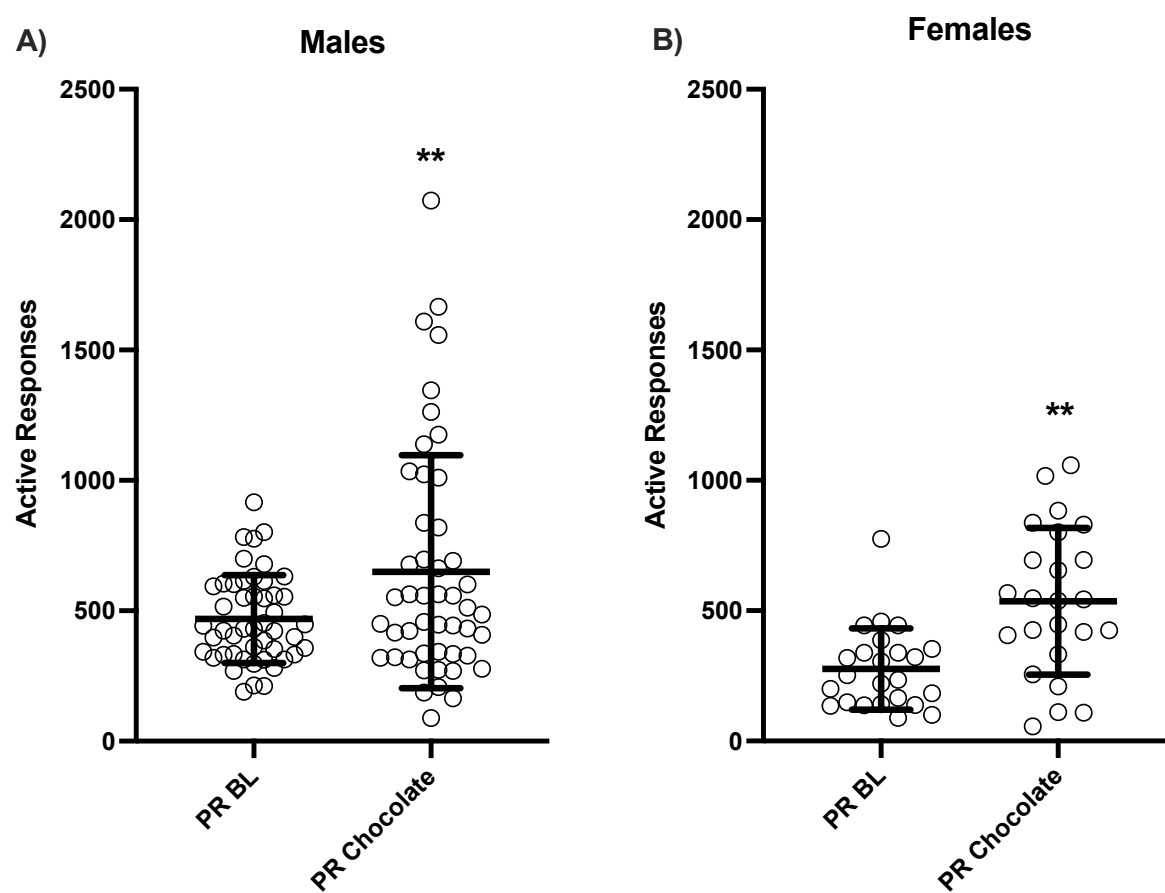 A)
Males
2500
2000
1500
1000
500
0
Active Responses
**
PR BL
PR Chocolate
B)
Females
2500
2000
1500
1000
500
0
Active Responses
**
PR BL
PR Chocolate